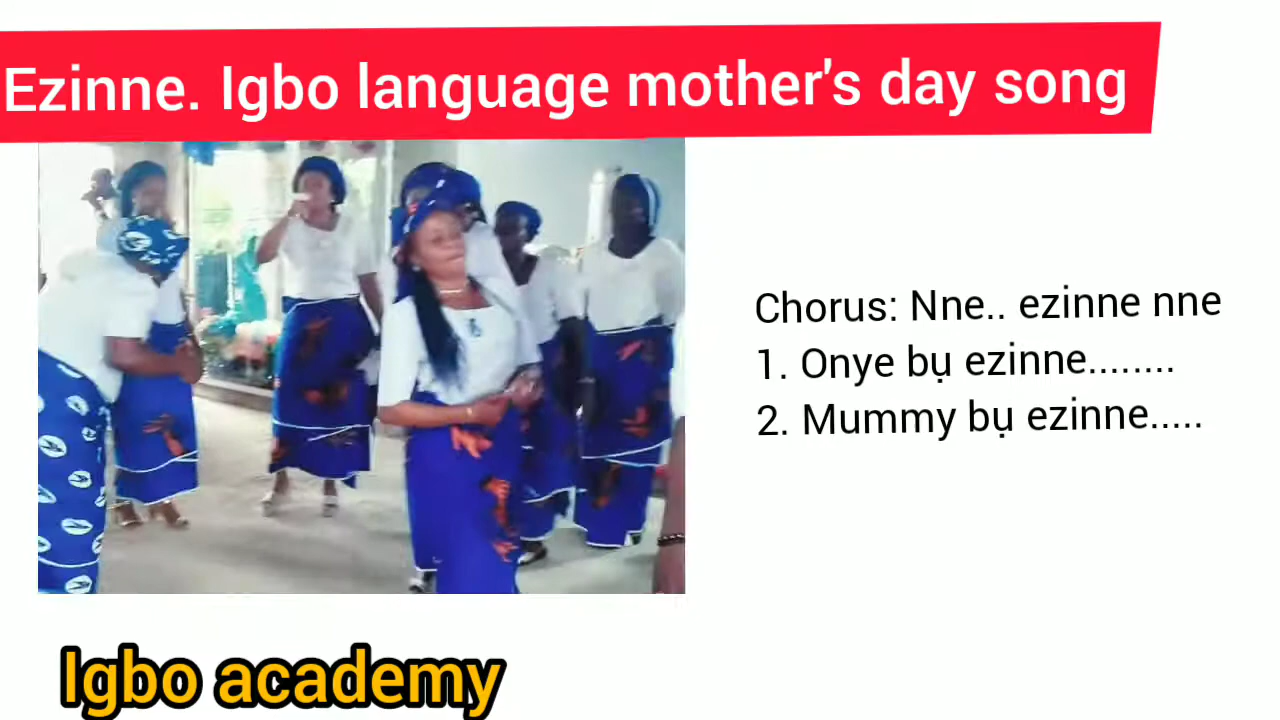 Ezinne. Igbo language mother's day song
Chorus: Nne.. ezinne nne
1. Onye bụ ezinne........
2. Mummy bụ ezinne.....
Igbo academy